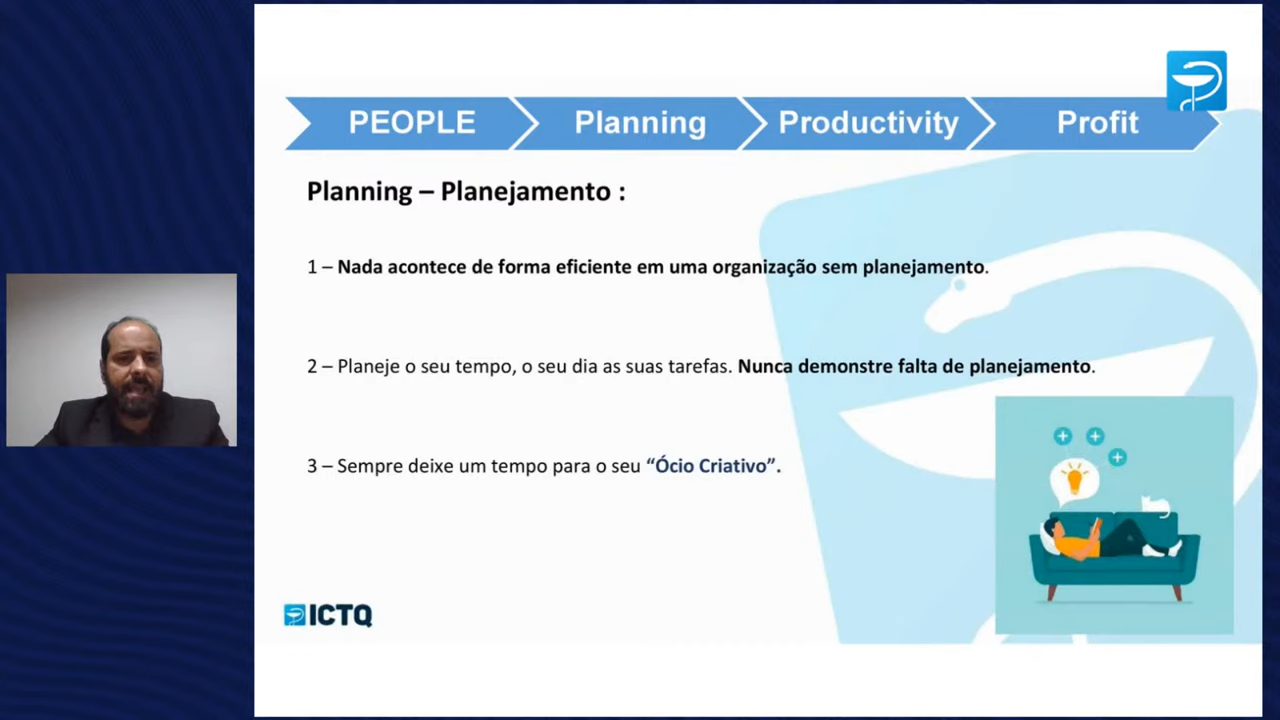 PEOPLE Planning Productivity Profit
Planning – Planejamento :
1 – Nada acontece de forma eficiente em uma organização sem planejamento.
2 – Planeje o seu tempo, o seu dia as suas tarefas. Nunca demonstre falta de planejamento.
3 – Sempre deixe um tempo para o seu “Ócio Criativo”.
ICTQ